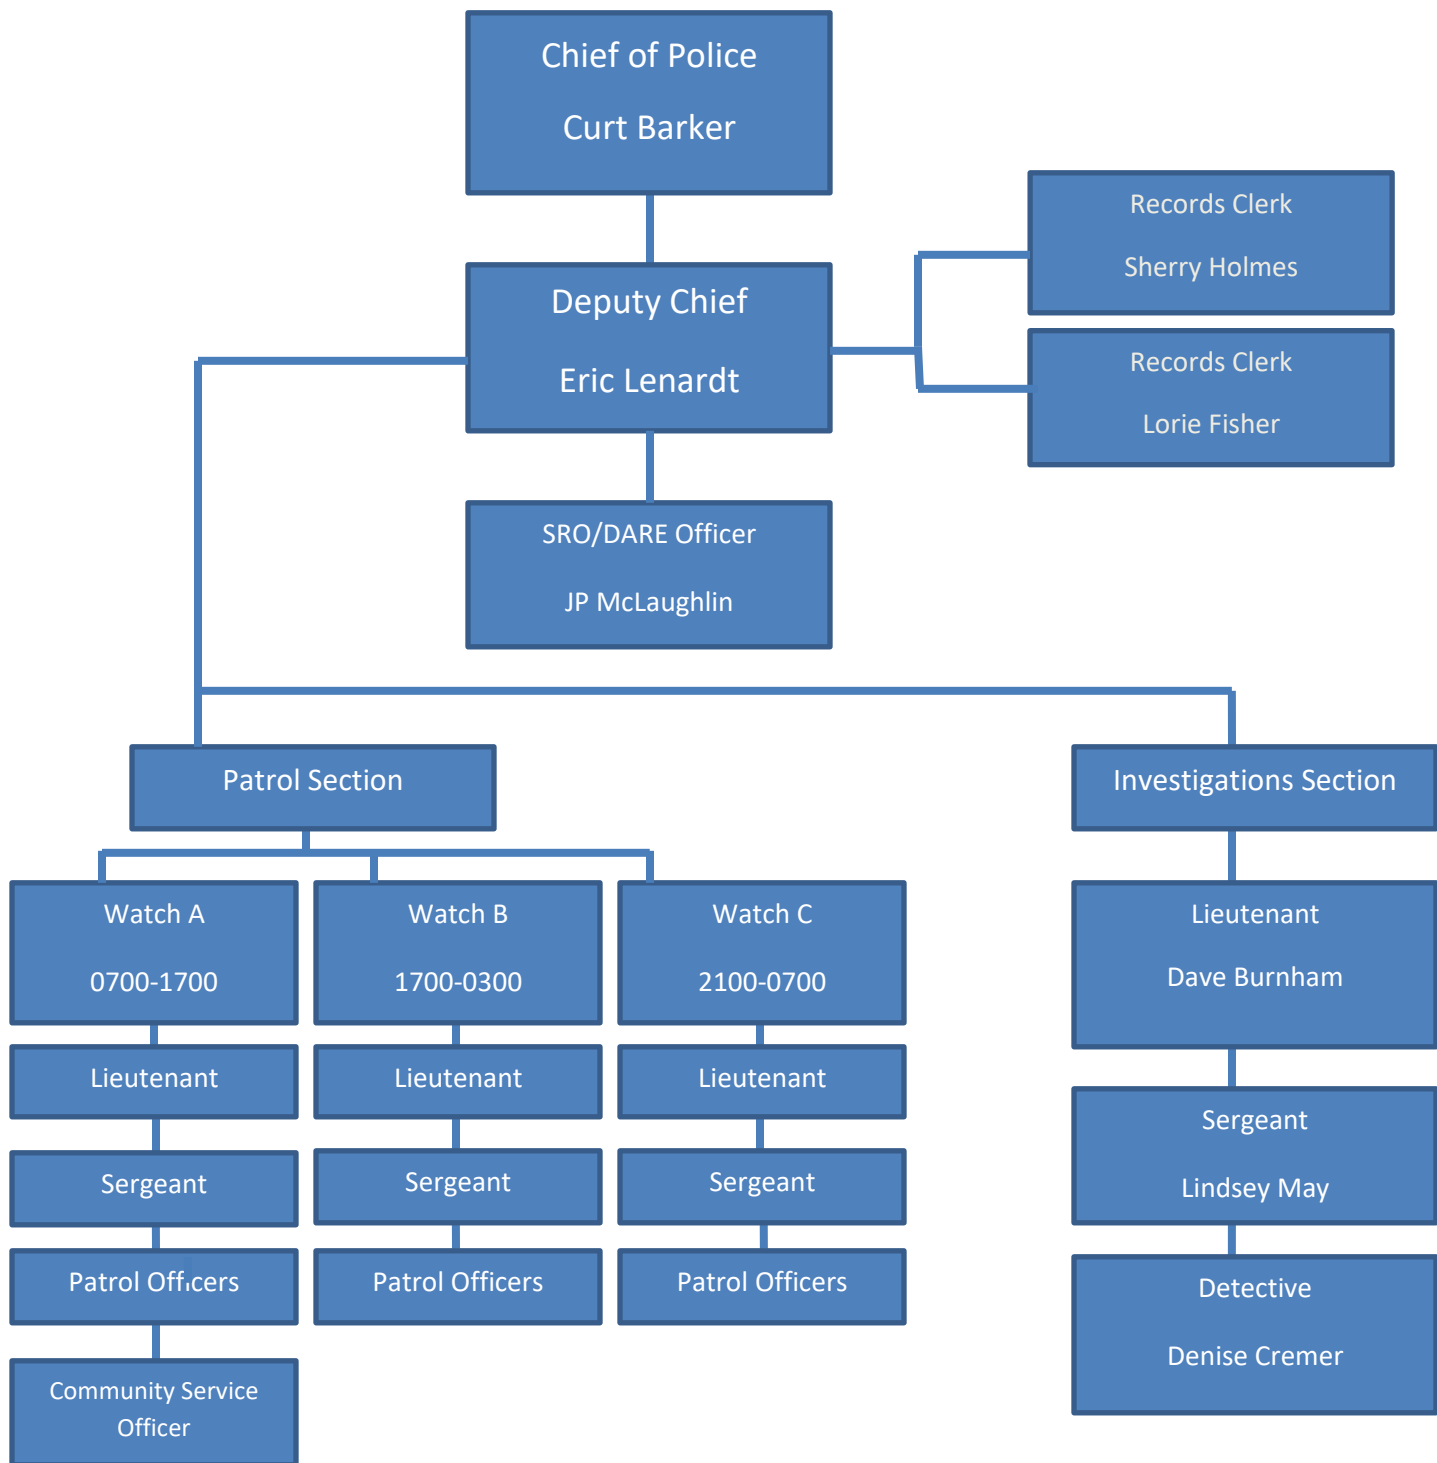 Chief of Police
Curt Barker
Records Clerk
Sherry Holmes
Deputy Chief
Eric Lenardt
Records Clerk
Lorie Fisher
SRO/DARE Officer
JP McLaughlin
Patrol Section
Investigations Section
Watch A
0700-1700
Watch B
1700-0300
Watch C
2100-0700
Lieutenant
Dave Burnham
Lieutenant
Lieutenant
Lieutenant
Sergeant
Lindsey May
Sergeant
Sergeant
Sergeant
Patrol Officers
Patrol Officers
Patrol Officers
Detective
Denise Cremer
Community Service
Officer